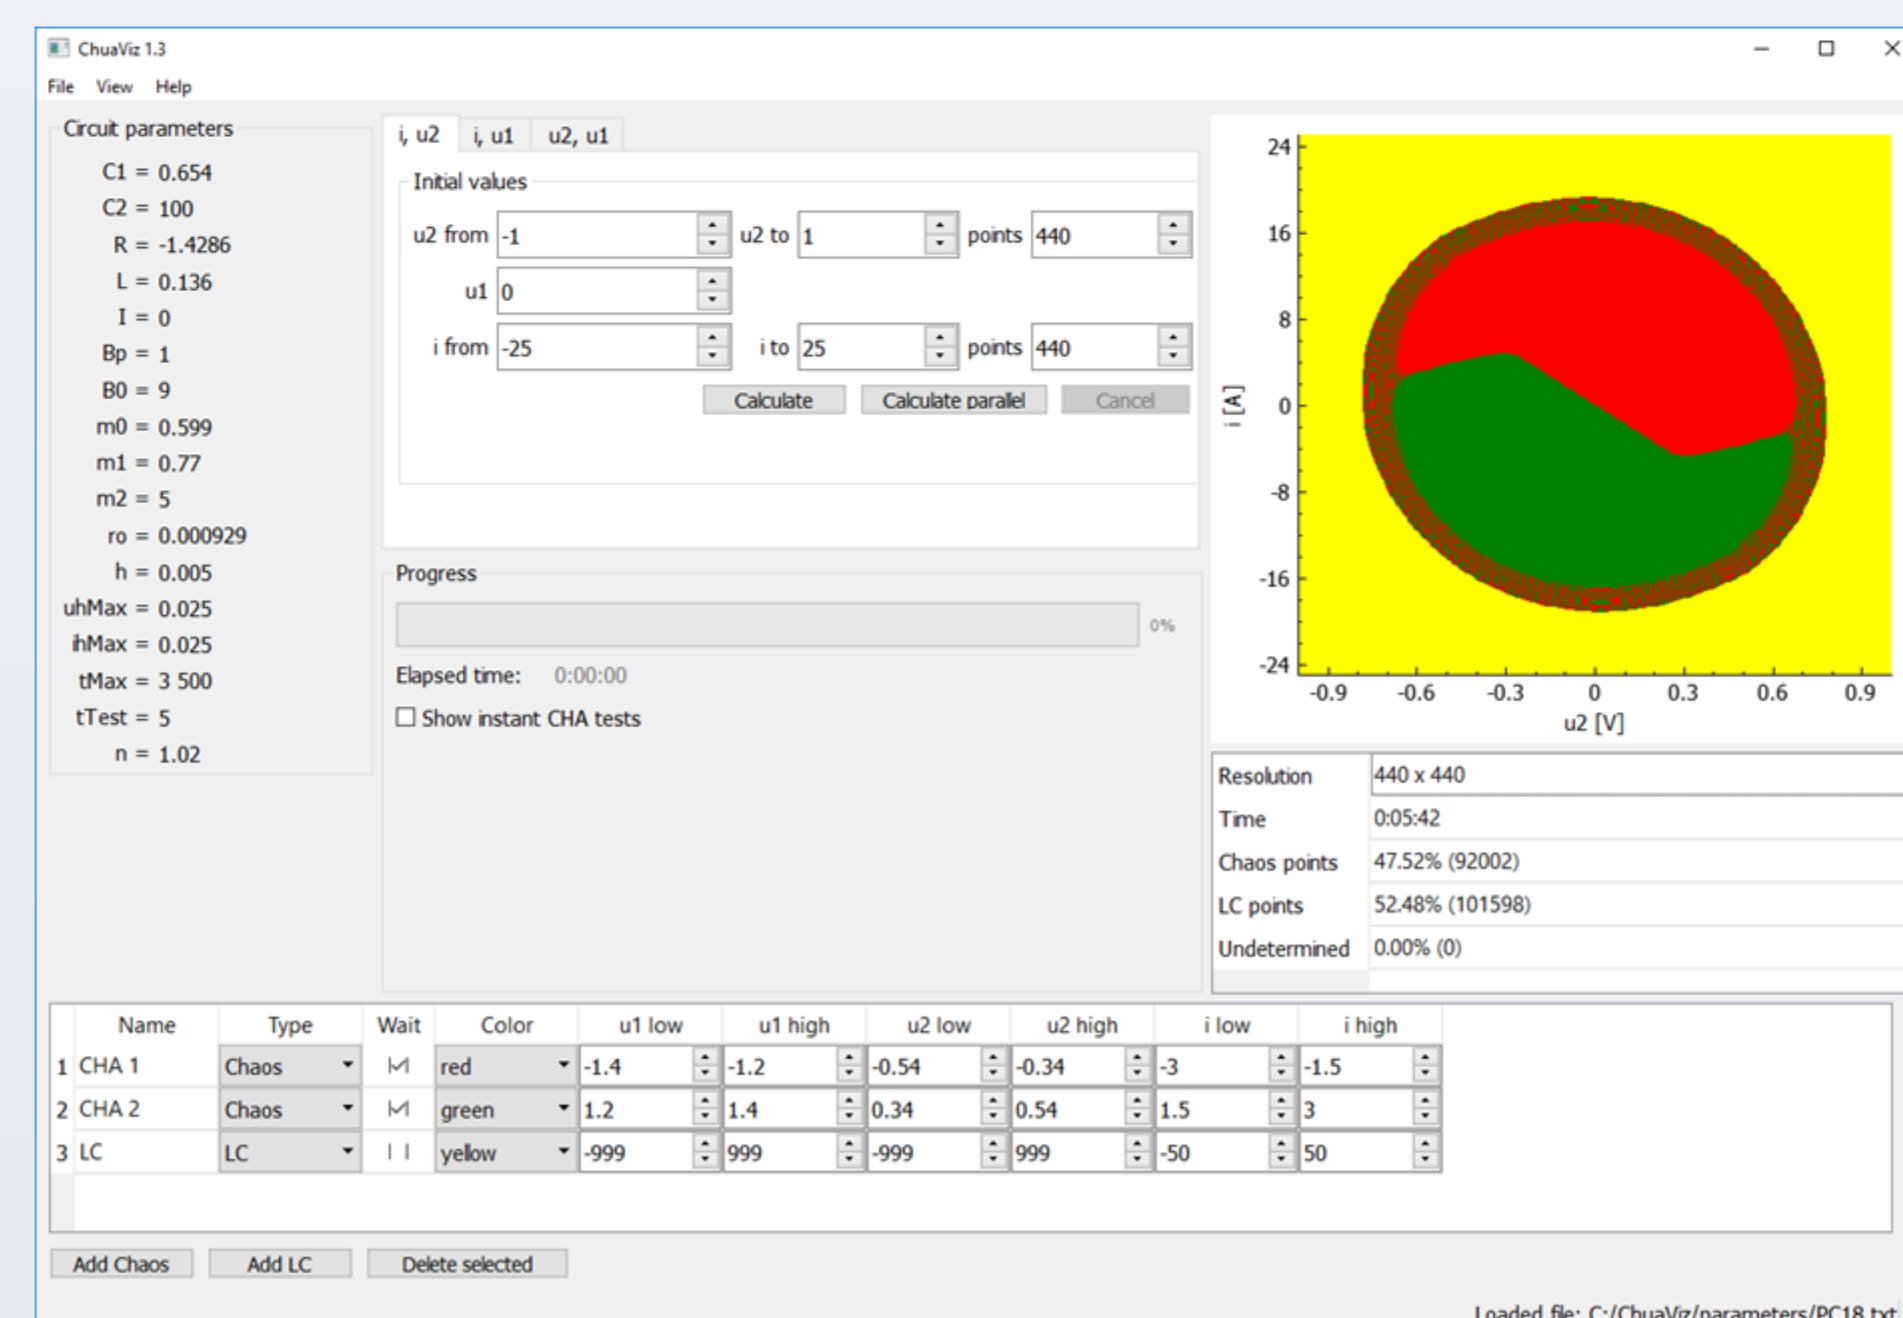 ChuaViz 1.3
File View Help
Circuit parameters
C1 = 0.654
C2 = 100
R = -1.4286
L = 0.136
I = 0
Bp = 1
B0 = 9
m0 = 0.599
m1 = 0.77
m2 = 5
ro = 0.000929
h = 0.005
uhMax = 0.025
ihMax = 0.025
tMax = 3 500
tTest = 5
n = 1.02
i, u2 i, u1 u2, u1
Initial values
u2 from -1 u2 to 1 points 440
u1 0
i from -25 i to 25 points 440
Calculate Calculate parallel Cancel
Progress
0%
Elapsed time: 0:00:00
Show instant CHA tests
24
16
8
0
-8
-16
-24
i [A]
-0.9 -0.6 -0.3 0 0.3 0.6 0.9
u2 [V]
Resolution 440 x 440
Time 0:05:42
Chaos points 47.52% (92002)
LC points 52.48% (101598)
Undetermined 0.00% (0)
Name Type Wait Color u1 low u1 high u2 low u2 high i low i high
1 CHA 1 Chaos red -1.4 -1.2 -0.54 -0.34 -3 -1.5
2 CHA 2 Chaos green 1.2 1.4 0.34 0.54 1.5 3
3 LC LC yellow -999 999 -999 999 -50 50
Add Chaos Add LC Delete selected
Loaded file: C:/ChuaViz/parameters/PC18.txt